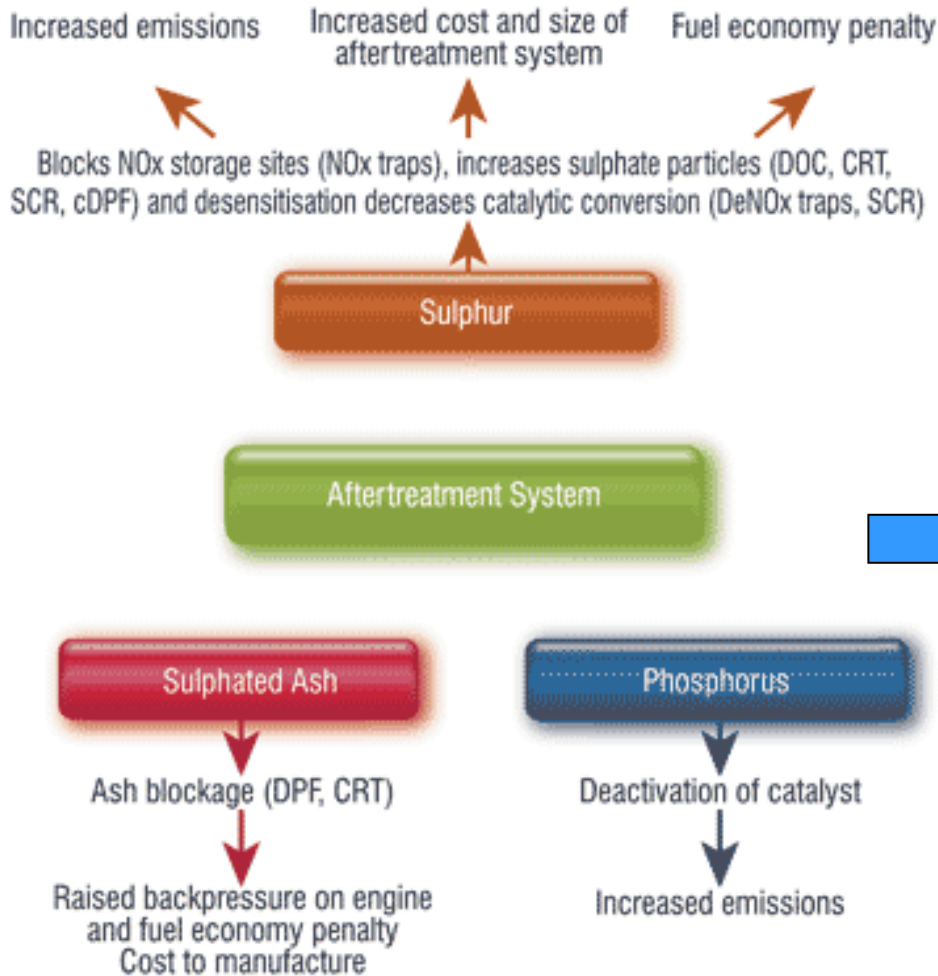 Increased emissions
Increased cost and size of
aftertreatment system
Fuel economy penalty
Blocks NOx storage sites (NOx traps), increases sulphate particles (DOC, CRT,
SCR, cDPF) and desensitisation decreases catalytic conversion (DeNOx traps, SCR)
Sulphur
Aftertreatment System
Sulphated Ash
Phosphorus
Ash blockage (DPF, CRT)
Deactivation of catalyst
Raised backpressure on engine
and fuel economy penalty
Cost to manufacture
Increased emissions